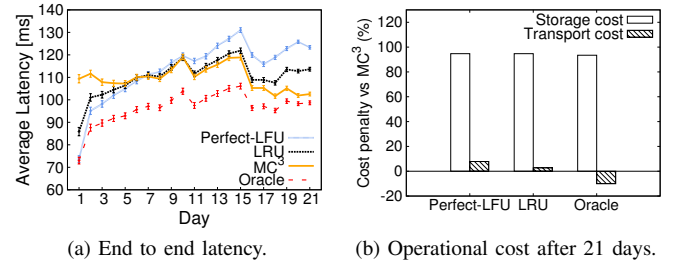 Average Latency [ms]
140
130
120
110
100
90
80
70
60
Perfect-LFU
LRU
MC³
Oracle
1 3 5 7 9 11 13 15 17 19 21
Day
(a) End to end latency.
Cost penalty vs MC³ (%)
Storage cost
Transport cost
120
100
80
60
40
20
0
-20
Perfect-LFU LRU Oracle
(b) Operational cost after 21 days.